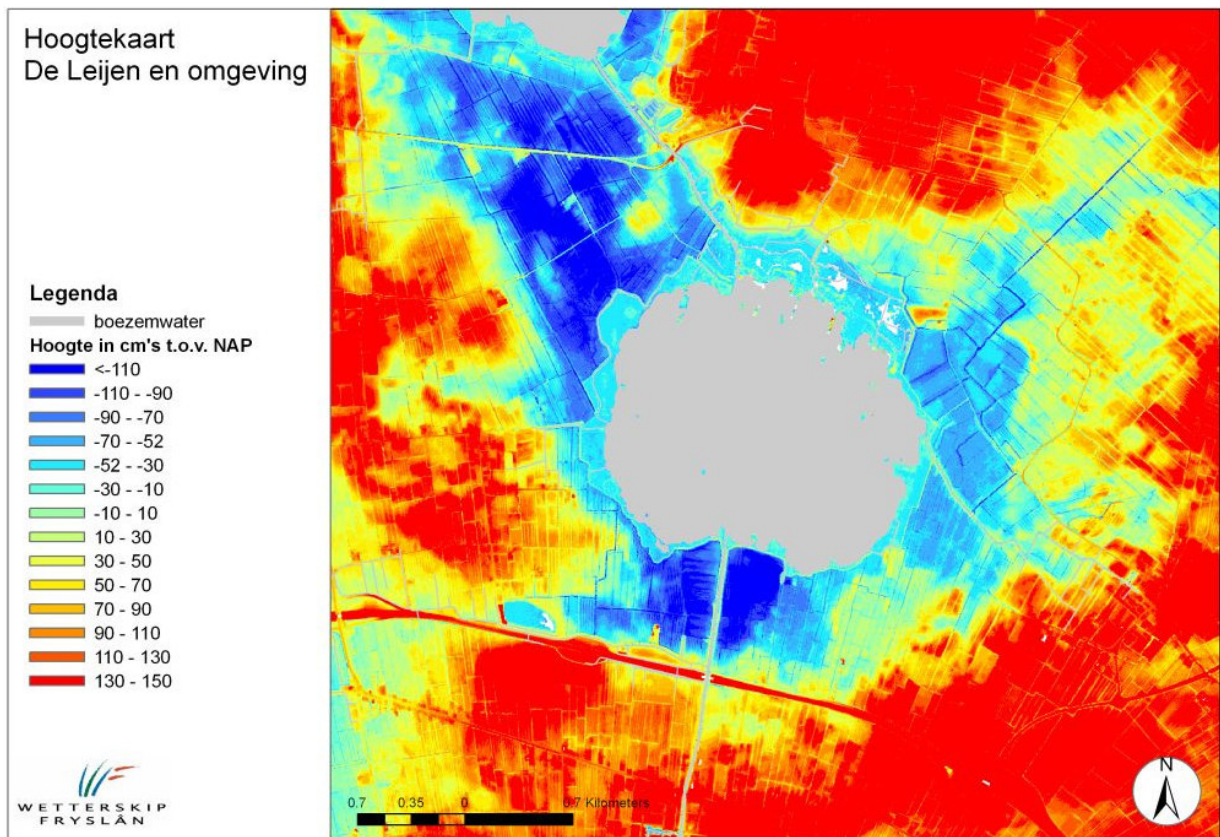 Hoogtekaart
De Leijen en omgeving
Legenda
boezemwater
Hoogte in cm's t.o.v. NAP
<-110
-110 - -90
-90 - -70
-70 - -52
-52 - -30
-30 - -10
-10 - 10
10 - 30
30 - 50
50 - 70
70 - 90
90 - 110
110 - 130
130 - 150
WETTERSKIP
FRYSLÂN
N
0.7 0.35 0 0.7 Kilometers